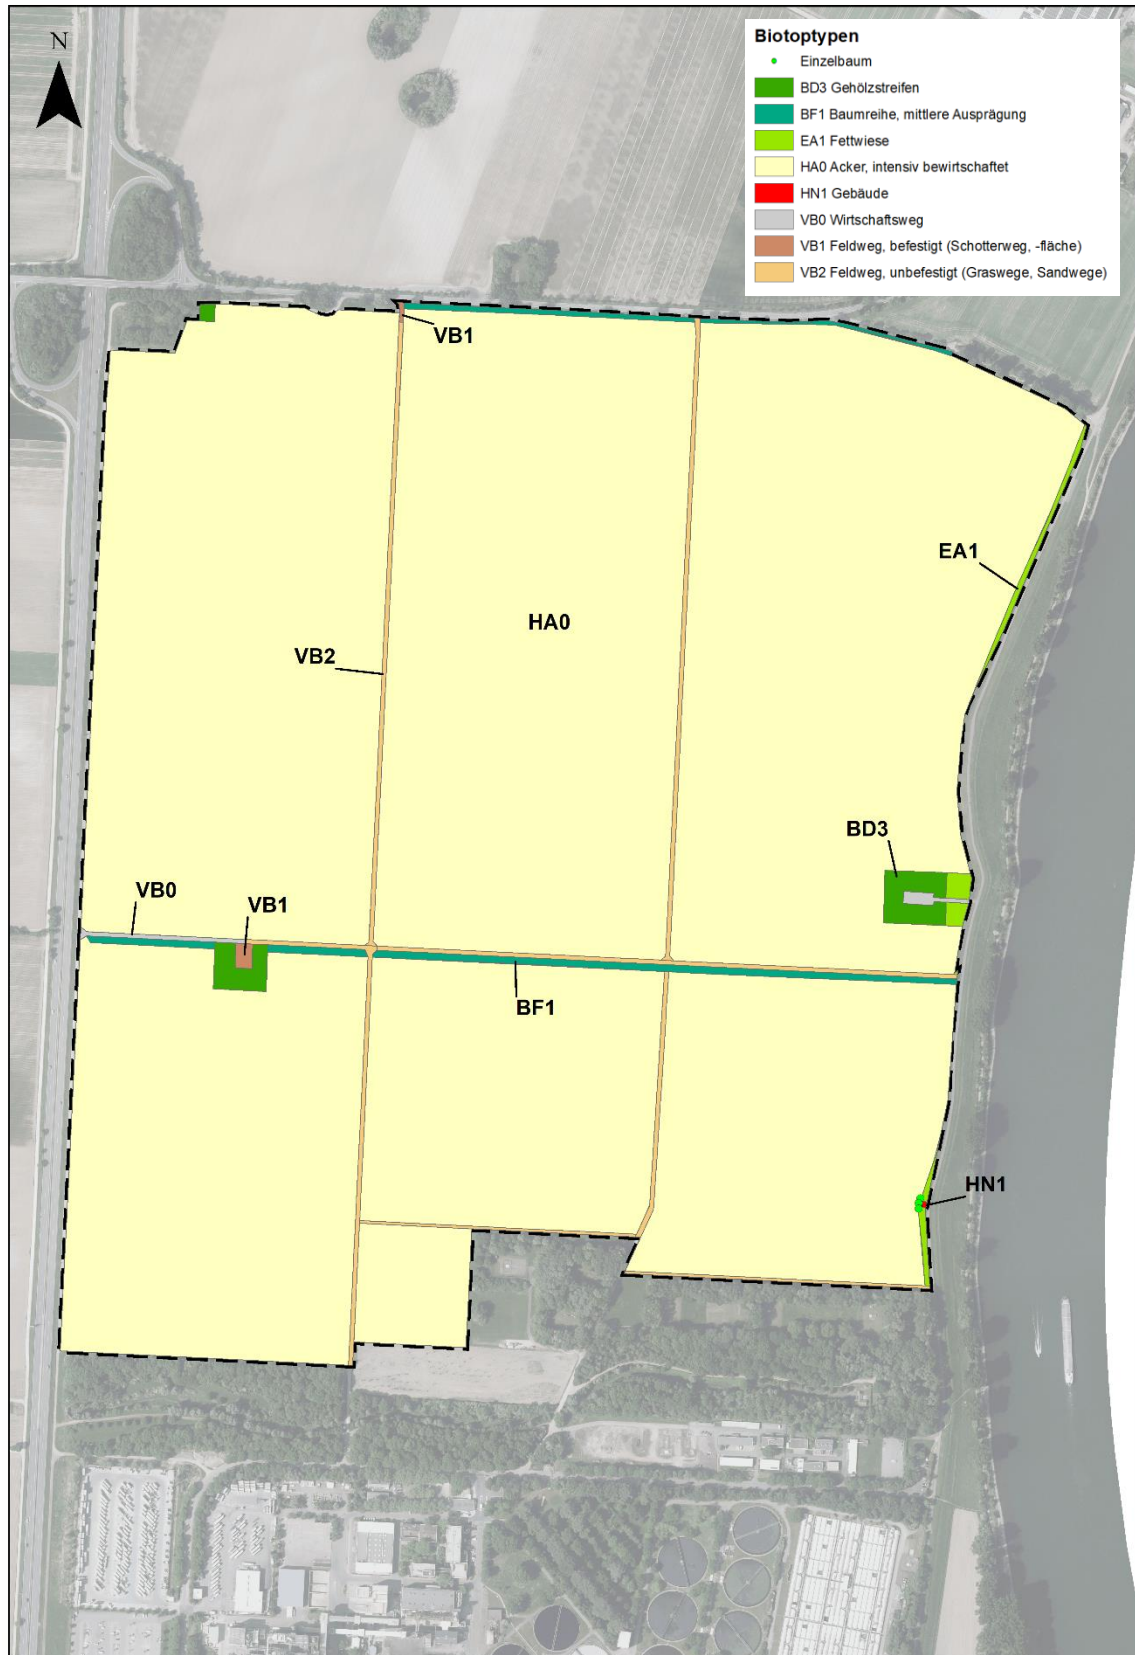 N
Biotoptypen
Einzelbaum
BD3 Gehölzstreifen
BF1 Baumreihe, mittlere Ausprägung
EA1 Fettwiese
HA0 Acker, intensiv bewirtschaftet
HN1 Gebäude
VB0 Wirtschaftsweg
VB1 Feldweg, befestigt (Schotterweg, -fläche)
VB2 Feldweg, unbefestigt (Graswege, Sandwege)
VB1
EA1
HA0
VB2
BD3
VB0
VB1
BF1
HN1